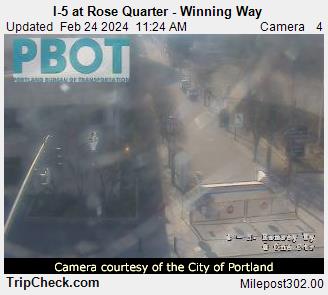 I-5 at Rose Quarter - Winning Way
Updated Feb 24 2024 11:24 AM Camera 4
PBOT
PORTLAND BUREAU OF TRANSPORTATION
Camera courtesy of the City of Portland
TripCheck.com Milepost302.00